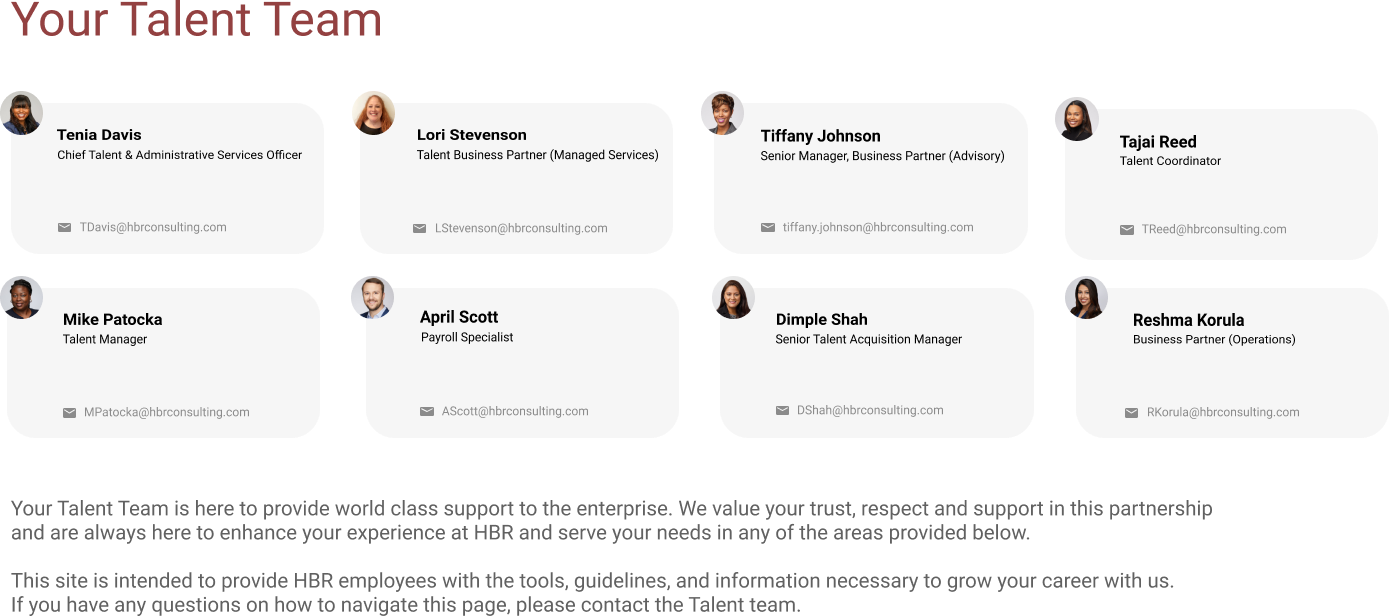 Your Talent Team
Tenia Davis
Chief Talent & Administrative Services Officer
TDavis@hbrconsulting.com
Lori Stevenson
Talent Business Partner (Managed Services)
LStevenson@hbrconsulting.com
Tiffany Johnson
Senior Manager, Business Partner (Advisory)
tiffany.johnson@hbrconsulting.com
Tajai Reed
Talent Coordinator
TReed@hbrconsulting.com
Mike Patocka
Talent Manager
MPatocka@hbrconsulting.com
April Scott
Payroll Specialist
AScott@hbrconsulting.com
Dimple Shah
Senior Talent Acquisition Manager
DShah@hbrconsulting.com
Reshma Korula
Business Partner (Operations)
RKorula@hbrconsulting.com
Your Talent Team is here to provide world class support to the enterprise. We value your trust, respect and support in this partnership
and are always here to enhance your experience at HBR and serve your needs in any of the areas provided below.
This site is intended to provide HBR employees with the tools, guidelines, and information necessary to grow your career with us.
If you have any questions on how to navigate this page, please contact the Talent team.